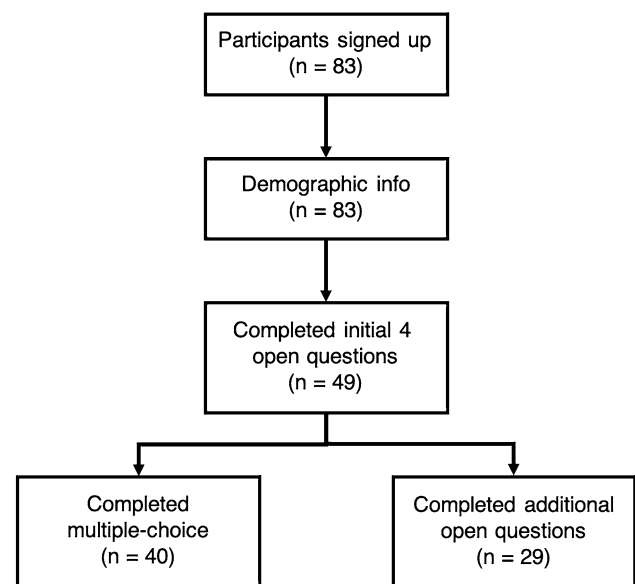 Participants signed up
(n = 83)
Demographic info
(n = 83)
Completed initial 4
open questions
(n = 49)
Completed
multiple-choice
(n = 40)
Completed additional
open questions
(n = 29)